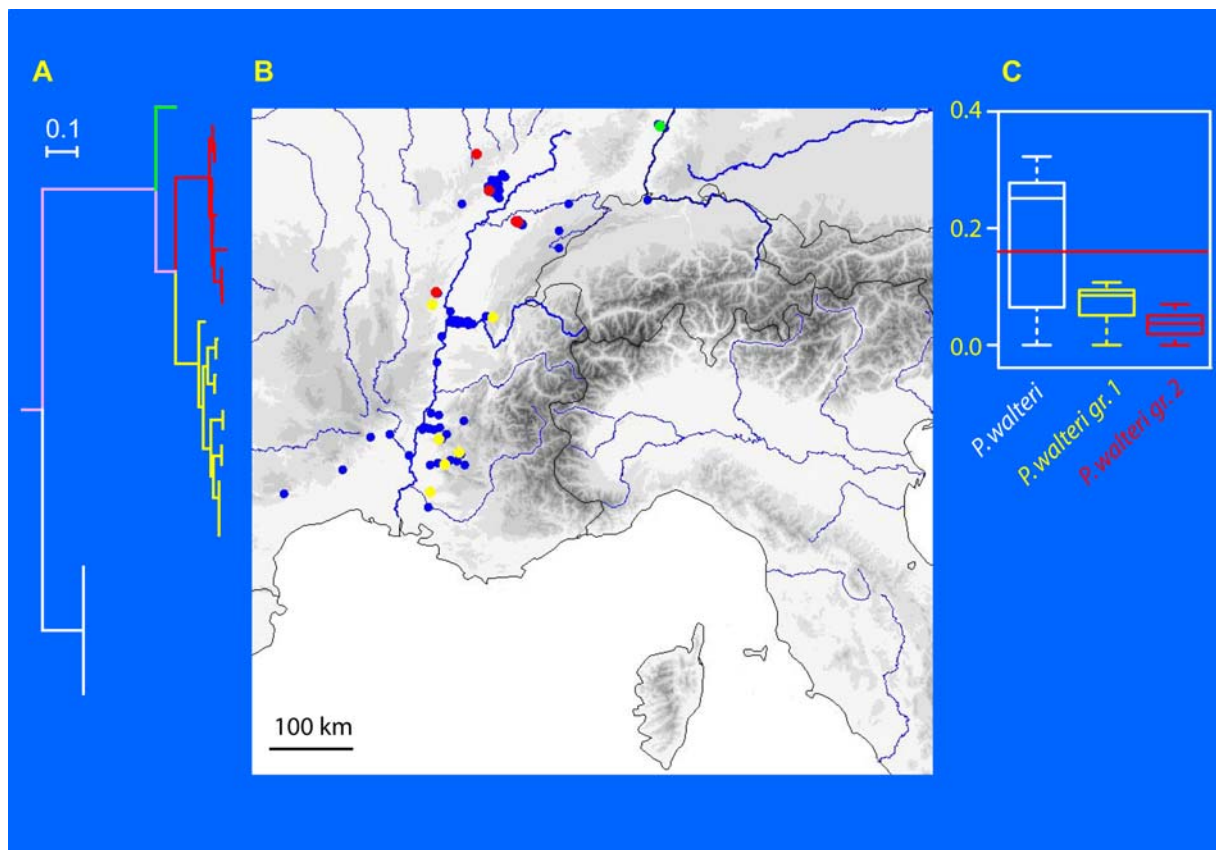 A
B
C
0.1
0.4
0.2
0.0
P. walteri
P. walteri gr. 1
P. walteri gr. 2
100 km